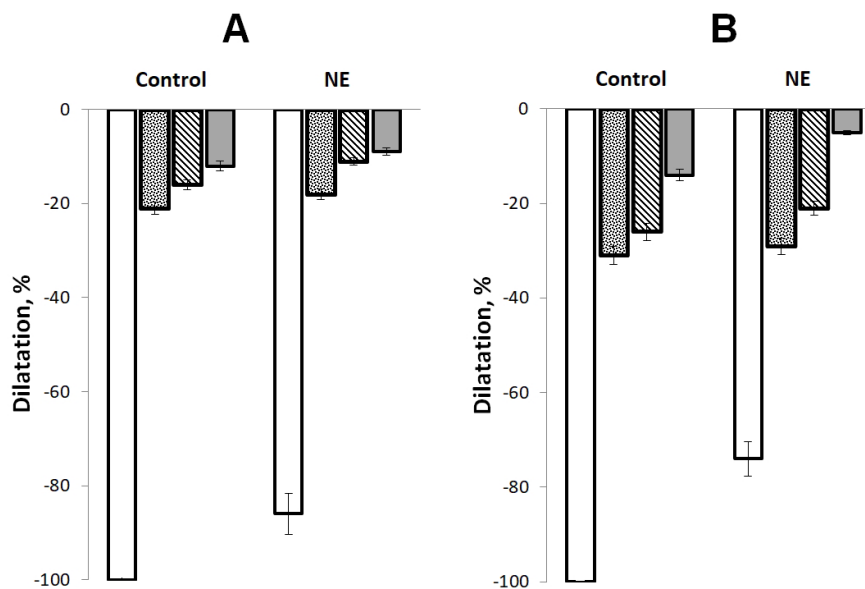 A
Control NE
0
-20
-40
-60
-80
-100
Dilatation, %
B
Control NE
0
-20
-40
-60
-80
-100
Dilatation, %